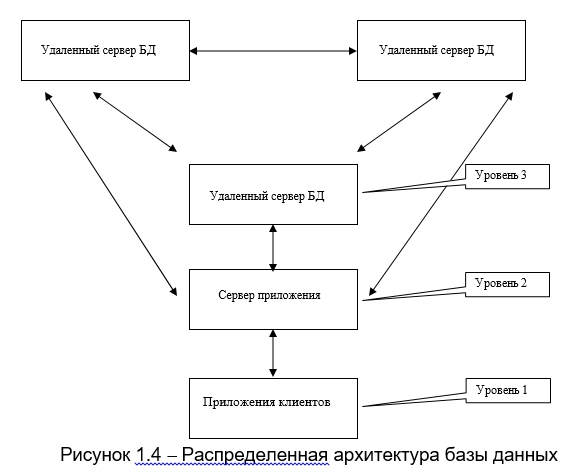 Удаленный сервер БД
Удаленный сервер БД
Удаленный сервер БД
Уровень 3
Сервер приложения
Уровень 2
Приложения клиентов
Уровень 1
Рисунок 1.4 – Распределенная архитектура базы данных